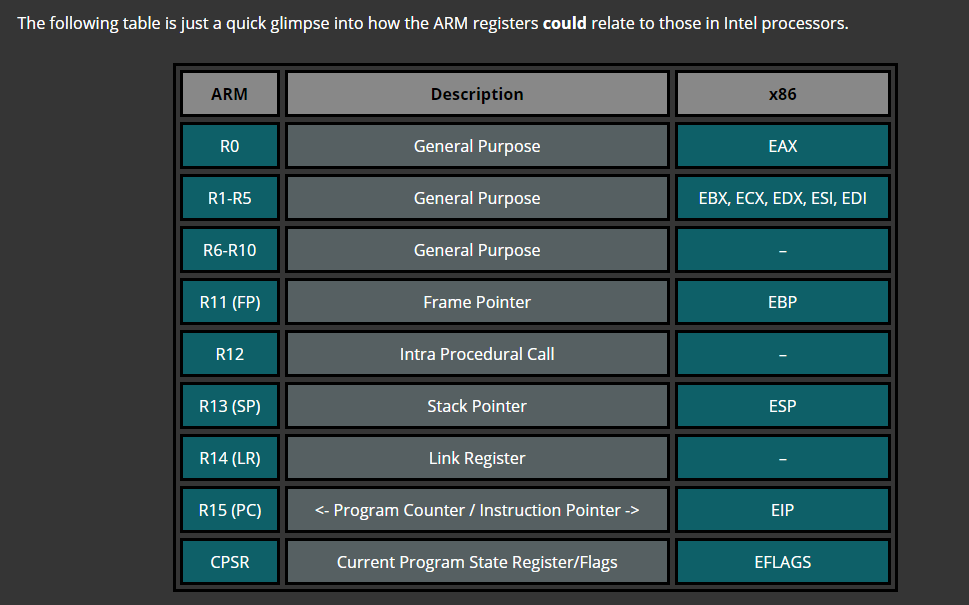 The following table is just a quick glimpse into how the ARM registers could relate to those in Intel processors.
ARM Description x86
R0 General Purpose EAX
R1-R5 General Purpose EBX, ECX, EDX, ESI, EDI
R6-R10 General Purpose –
R11 (FP) Frame Pointer EBP
R12 Intra Procedural Call –
R13 (SP) Stack Pointer ESP
R14 (LR) Link Register –
R15 (PC) <- Program Counter / Instruction Pointer -> EIP
CPSR Current Program State Register/Flags EFLAGS